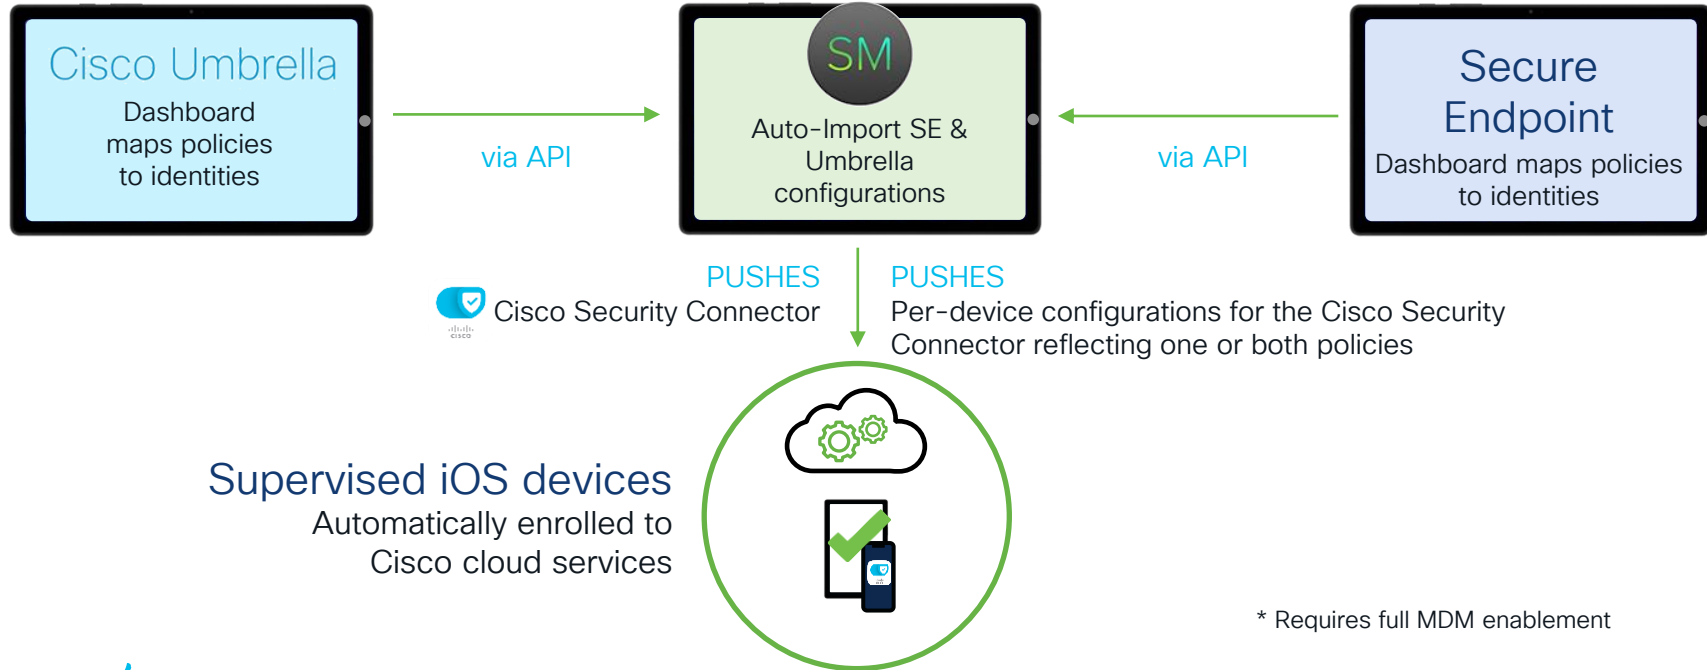 Cisco Umbrella
Dashboard
maps policies
to identities
via API
SM
Auto-Import SE &
Umbrella
configurations
via API
Secure
Endpoint
Dashboard maps policies
to identities
PUSHES
Cisco Security Connector
CISCO
PUSHES
Per-device configurations for the Cisco Security
Connector reflecting one or both policies
Supervised iOS devices
Automatically enrolled to
Cisco cloud services
* Requires full MDM enablement